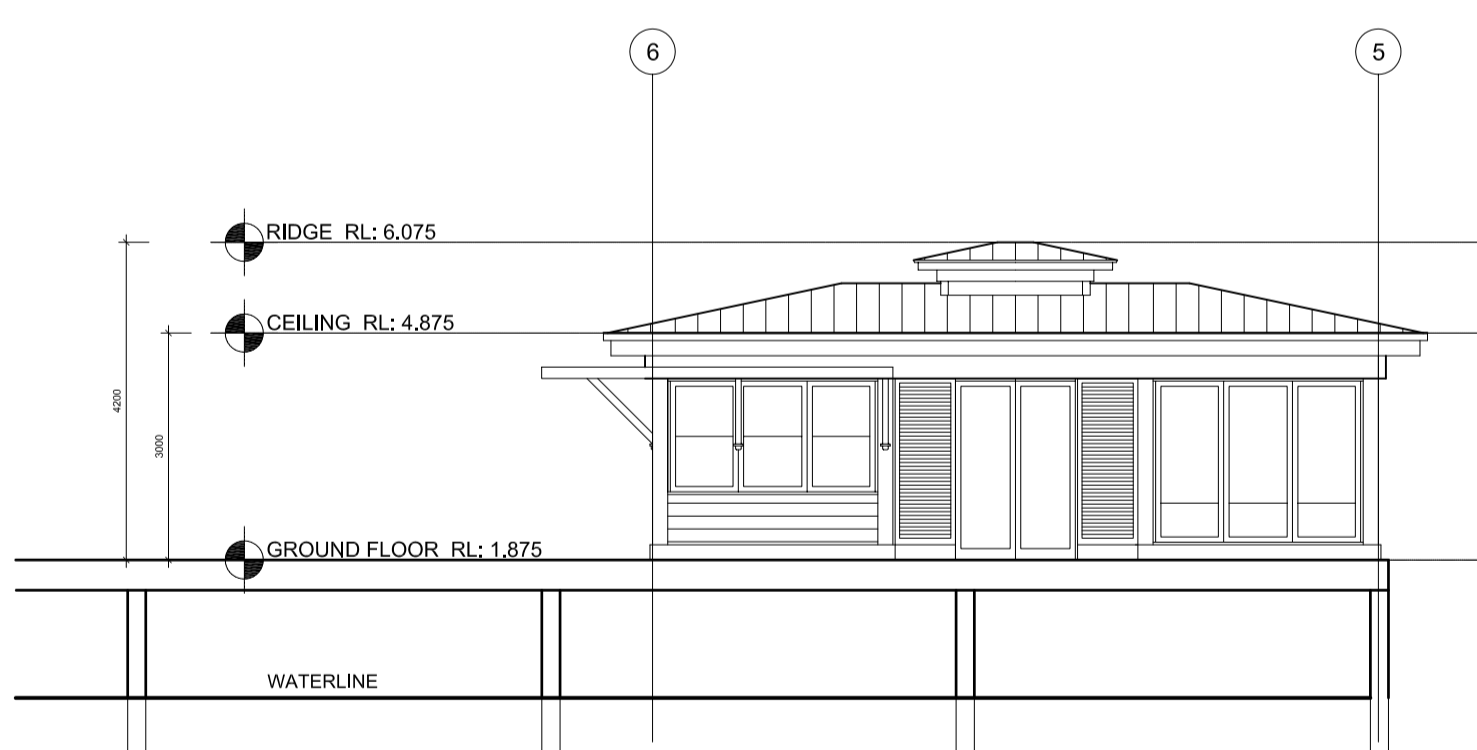 6
5
RIDGE RL: 6.075
CEILING RL: 4.875
4200
3000
GROUND FLOOR RL: 1.875
WATERLINE